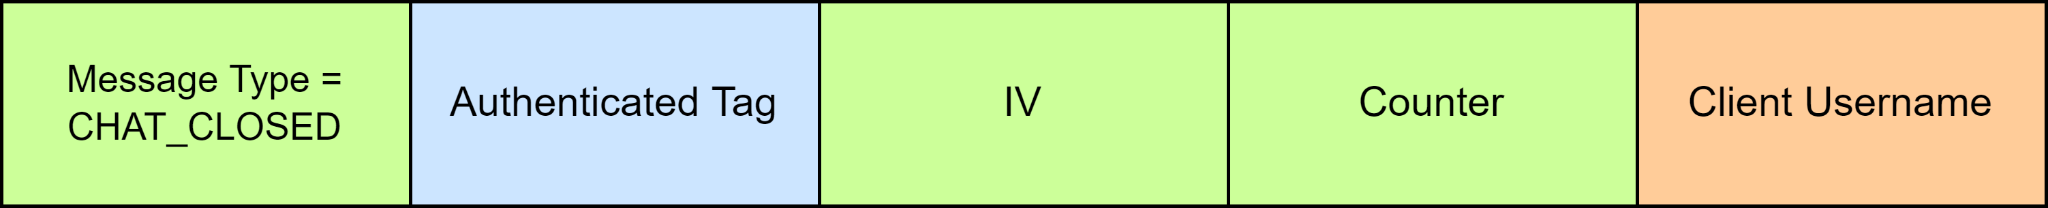 Message Type =
CHAT_CLOSED
Authenticated Tag
IV
Counter
Client Username